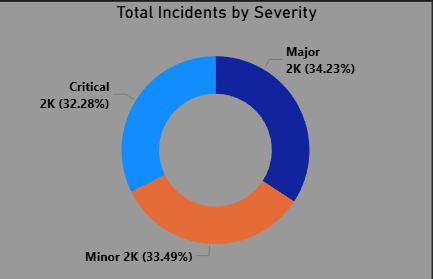 Total Incidents by Severity
Major
2K (34.23%)
Critical
2K (32.28%)
Minor 2K (33.49%)